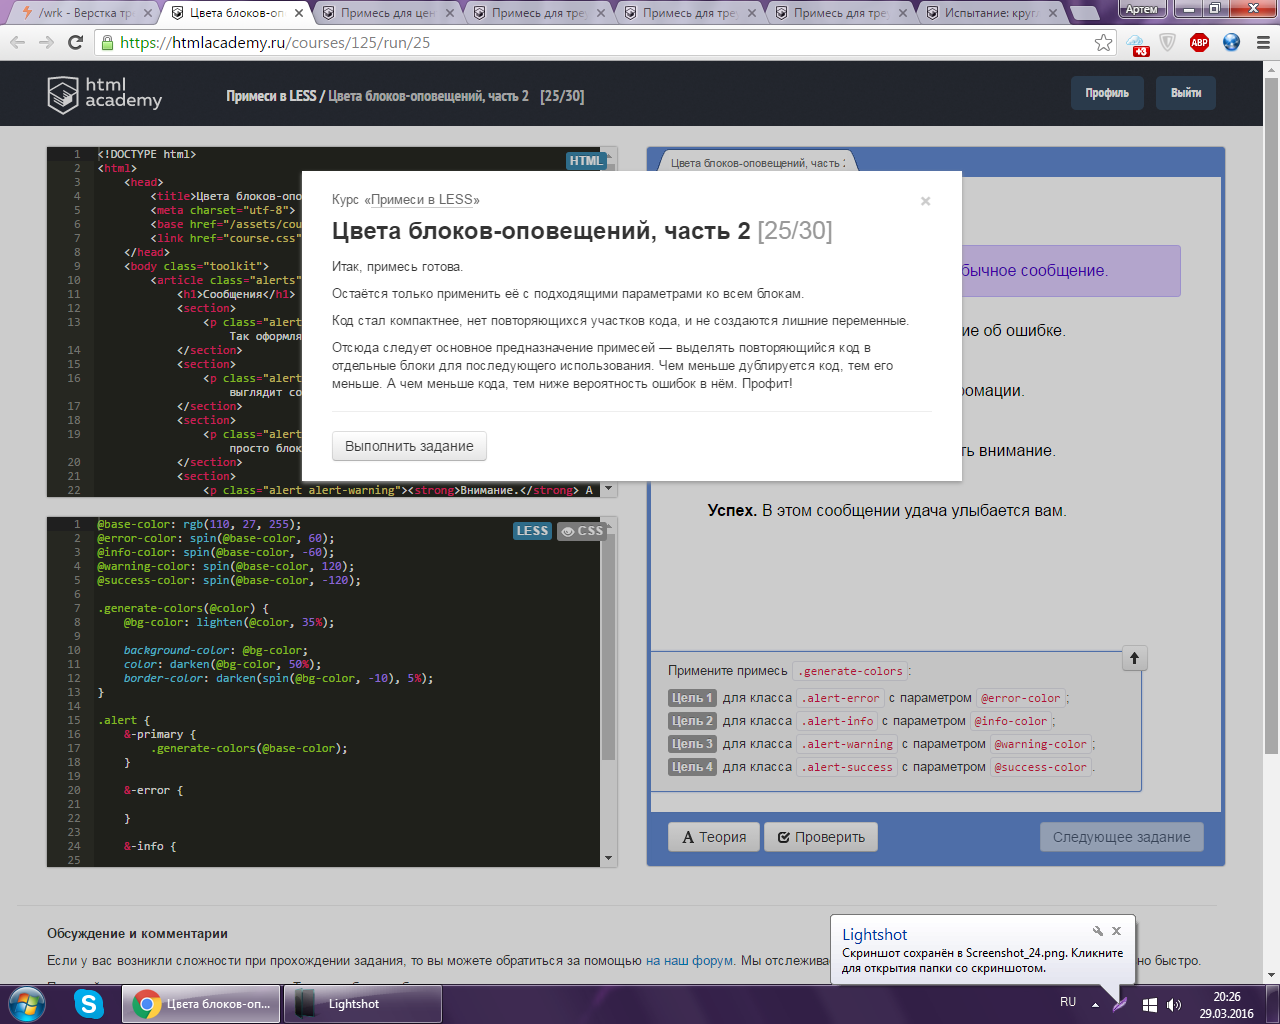 /wrk - Верстка тр
Цвета блоков-оп
Примесь для цен
Примесь для тре
Примесь для тре
Примесь для тре
Испытание: круг
Артем
https://htmlacademy.ru/courses/125/run/25
+3
ABP
html academy
Примеси в LESS / Цвета блоков-оповещений, часть 2 [25/30]
Профиль
Выйти
HTML
1 <!DOCTYPE html>
2 <html>
3 <head>
4 <title>Цвета блоков-опо
5 <meta charset="utf-8">
6 <base href="/assets/cou
7 <link href="course.css"
8 </head>
9 <body class="toolkit">
10 <article class="alerts"
11 <h1>Сообщения</h1>
12 <section>
13 <p class="alert
Так оформля
14 </section>
15 <section>
16 <p class="alert
выглядит со
17 </section>
18 <section>
19 <p class="alert
просто блок
20 </section>
21 <section>
22 <p class="alert alert-warning"><strong>Внимание.</strong> А
Курс «Примеси в LESS»
×
Цвета блоков-оповещений, часть 2 [25/30]
Итак, примесь готова.
Остаётся только применить её с подходящими параметрами ко всем блокам.
Код стал компактнее, нет повторяющихся участков кода, и не создаются лишние переменные.
Отсюда следует основное предназначение примесей — выделять повторяющийся код в
отдельные блоки для последующего использования. Чем меньше дублируется код, тем его
меньше. А чем меньше кода, тем ниже вероятность ошибок в нём. Профит!
Выполнить задание
Цвета блоков-оповещений, часть 2
бычное сообщение.
ие об ошибке.
ромации.
ть внимание.
Успех. В этом сообщении удача улыбается вам.
LESS
CSS
1 @base-color: rgb(110, 27, 255);
2 @error-color: spin(@base-color, 60);
3 @info-color: spin(@base-color, -60);
4 @warning-color: spin(@base-color, 120);
5 @success-color: spin(@base-color, -120);
6
7 .generate-colors(@color) {
8 @bg-color: lighten(@color, 35%);
9
10 background-color: @bg-color;
11 color: darken(@bg-color, 50%);
12 border-color: darken(spin(@bg-color, -10), 5%);
13 }
14
15 .alert {
16 &-primary {
17 .generate-colors(@base-color);
18 }
19
20 &-error {
21
22 }
23
24 &-info {
25
Примените примесь .generate-colors:
Цель 1 для класса .alert-error с параметром @error-color;
Цель 2 для класса .alert-info с параметром @info-color;
Цель 3 для класса .alert-warning с параметром @warning-color;
Цель 4 для класса .alert-success с параметром @success-color.
Теория
Проверить
Следующее задание
Обсуждение и комментарии
Если у вас возникли сложности при прохождении задания, то вы можете обратиться за помощью на наш форум. Мы отслежива
но быстро.
Lightshot
Скриншот сохранён в Screenshot_24.png. Кликните
для открытия папки со скриншотом.
Цвета блоков-оп...
Lightshot
RU
20:26
29.03.2016